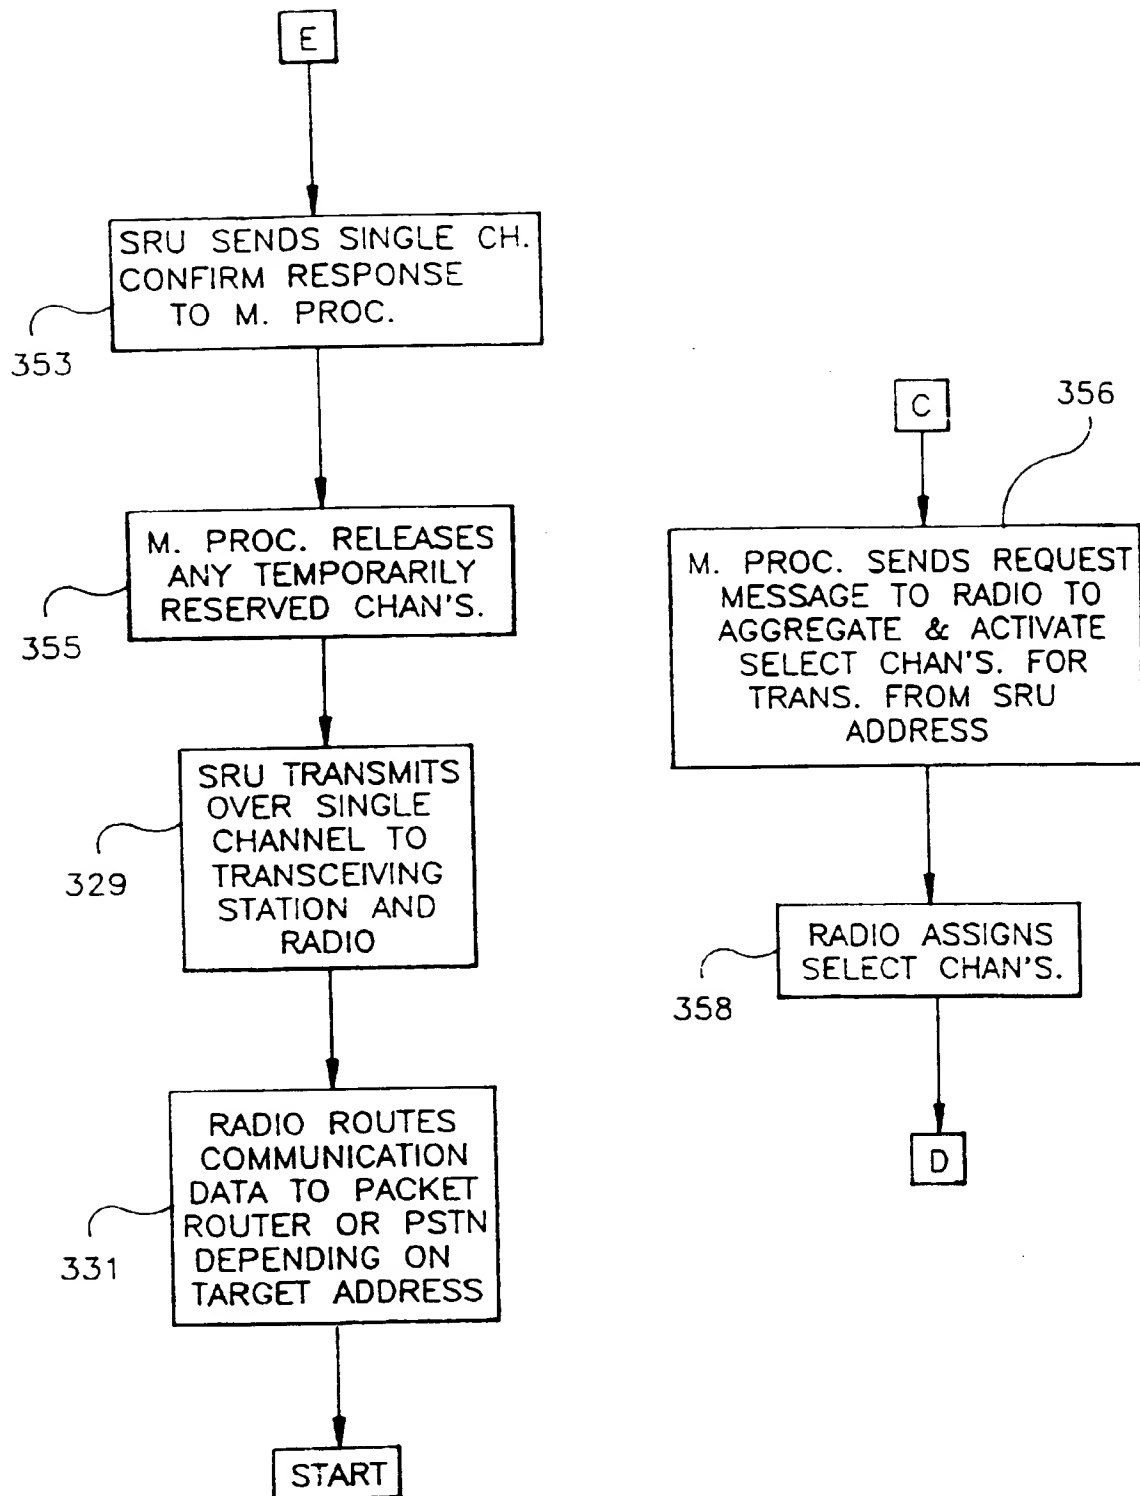 E
SRU SENDS SINGLE CH.
CONFIRM RESPONSE
TO M. PROC.
353
M. PROC. RELEASES
ANY TEMPORARILY
RESERVED CHAN'S.
355
SRU TRANSMITS
OVER SINGLE
CHANNEL TO
TRANSCEIVING
STATION AND
RADIO
329
RADIO ROUTES
COMMUNICATION
DATA TO PACKET
ROUTER OR PSTN
DEPENDING ON
TARGET ADDRESS
331
START
C
356
M. PROC. SENDS REQUEST
MESSAGE TO RADIO TO
AGGREGATE & ACTIVATE
SELECT CHAN'S. FOR
TRANS. FROM SRU
ADDRESS
RADIO ASSIGNS
SELECT CHAN'S.
358
D